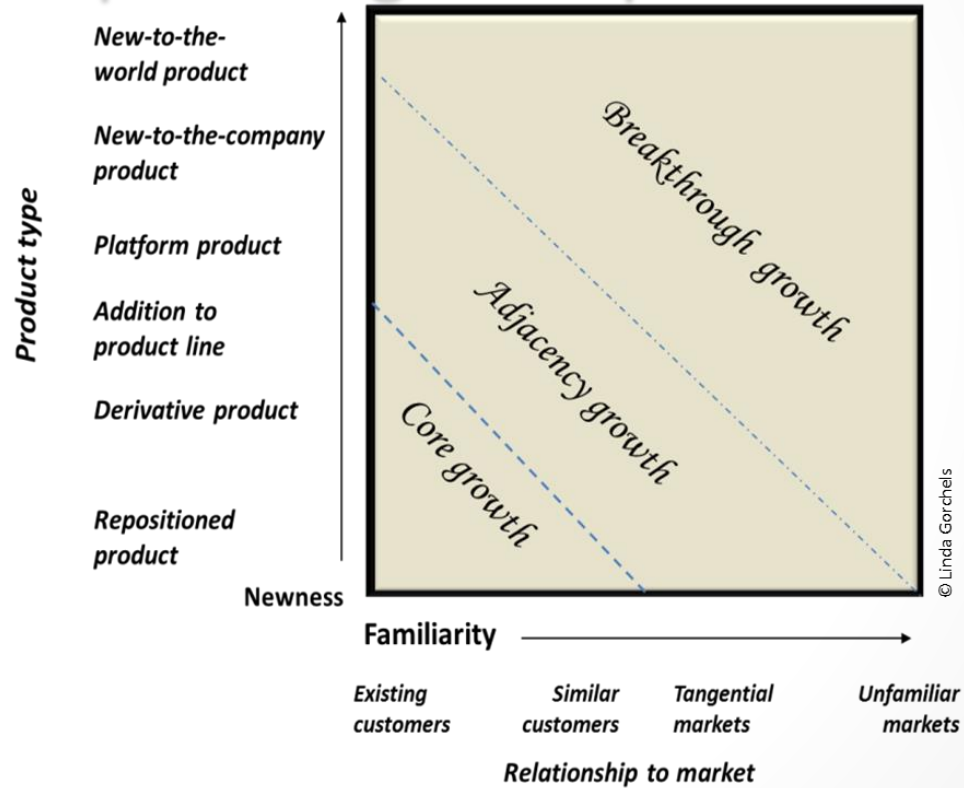 New-to-the-
world product
New-to-the-company
product
Platform product
Addition to
product line
Derivative product
Repositioned
product
Product type
Newness
Breakthrough growth
Adjacency growth
Core growth
© Linda Gorchels
Familiarity
Existing
customers
Similar
customers
Tangential
markets
Unfamiliar
markets
Relationship to market